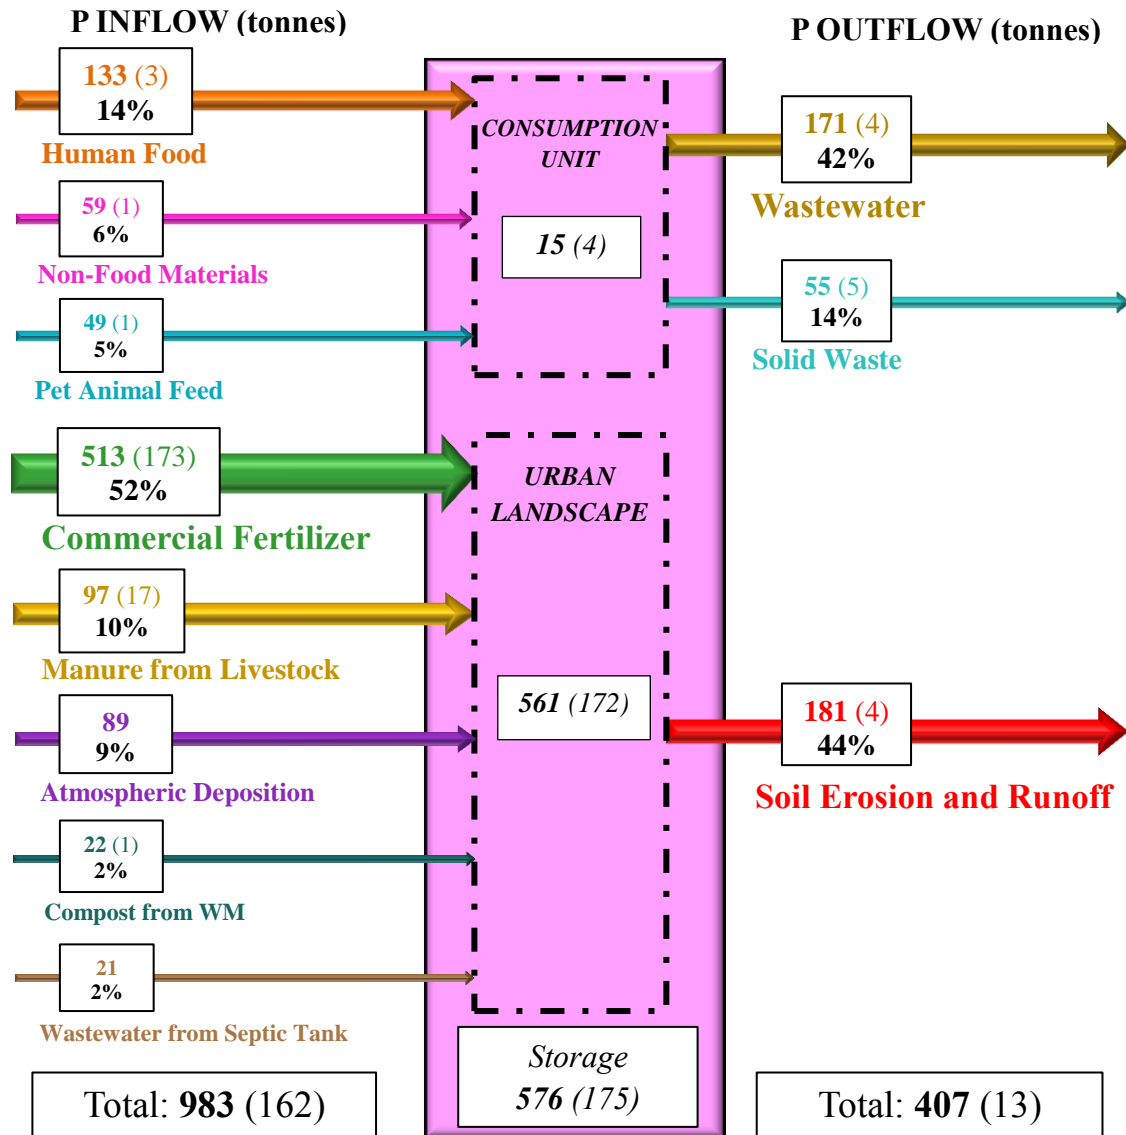 P INFLOW (tonnes)
133 (3)
14%
Human Food
59 (1)
6%
Non-Food Materials
49 (1)
5%
Pet Animal Feed
513 (173)
52%
Commercial Fertilizer
97 (17)
10%
Manure from Livestock
89
9%
Atmospheric Deposition
22 (1)
2%
Compost from WM
21
2%
Wastewater from Septic Tank
Total: 983 (162)
CONSUMPTION
UNIT
15 (4)
URBAN
LANDSCAPE
561 (172)
Storage
576 (175)
P OUTFLOW (tonnes)
171 (4)
42%
Wastewater
55 (5)
14%
Solid Waste
181 (4)
44%
Soil Erosion and Runoff
Total: 407 (13)